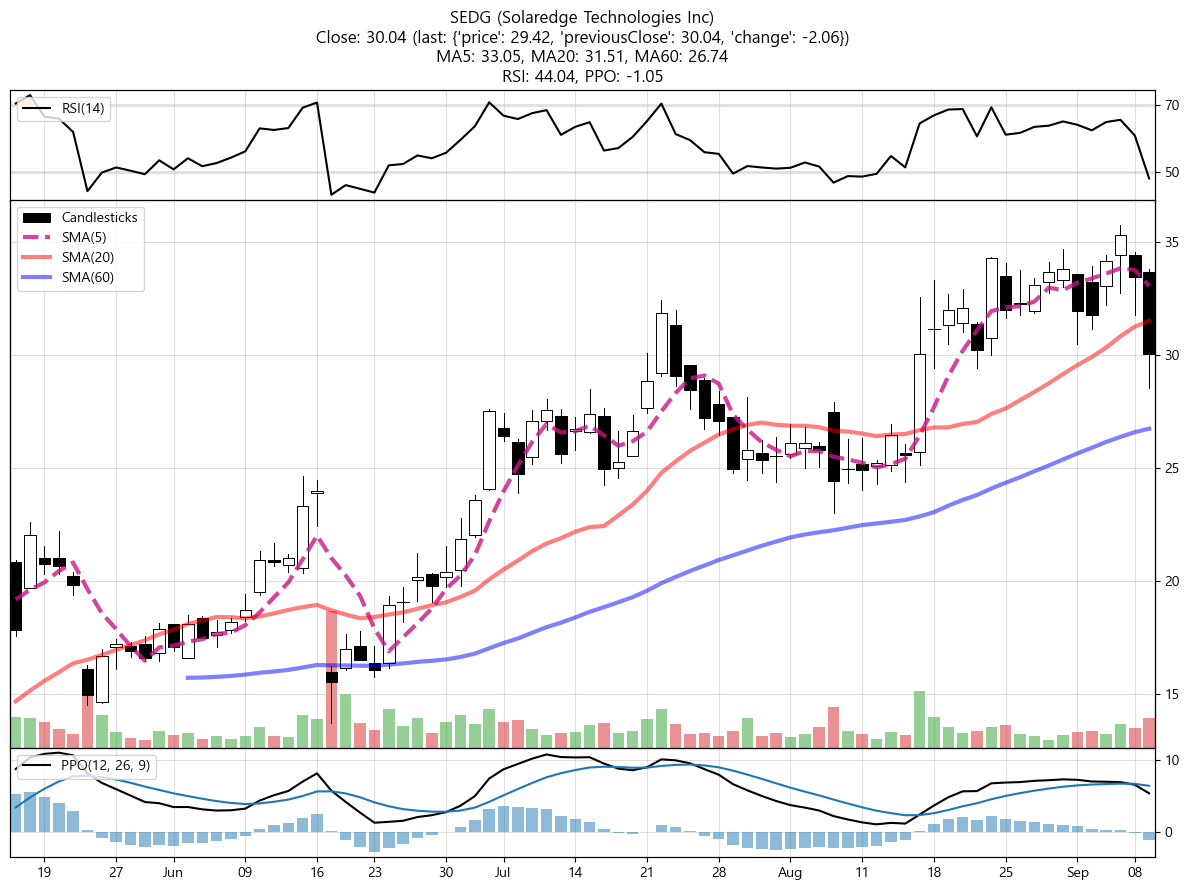 SEDG (Solaredge Technologies Inc)
Close: 30.04 (last: {'price': 29.42, 'previousClose': 30.04, 'change': -2.06})
MA5: 33.05, MA20: 31.51, MA60: 26.74
RSI: 44.04, PPO: -1.05
RSI(14)
70
50
Candlesticks
SMA(5)
SMA(20)
SMA(60)
35
30
25
20
15
PPO(12, 26, 9)
10
0
19 27 Jun 09 16 23 Jul 14 21 28 Aug 11 18 25 Sep 08